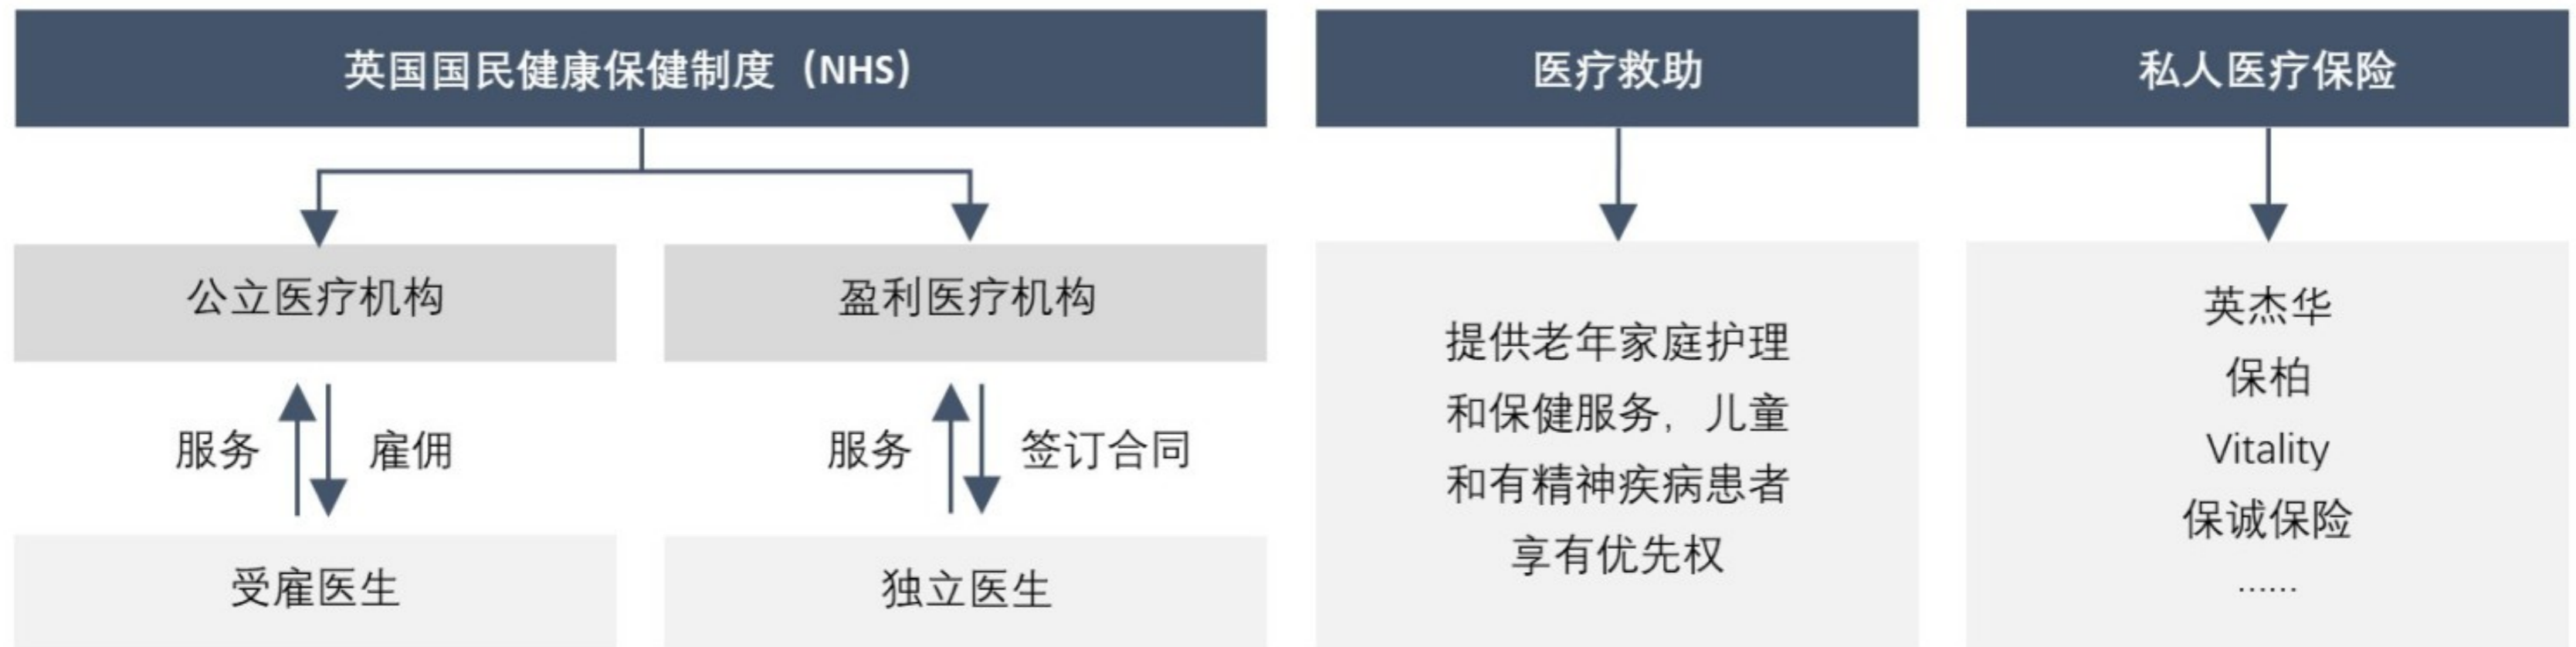 英国国民健康保健制度（NHS）
医疗救助
私人医疗保险
公立医疗机构
盈利医疗机构
服务
雇佣
服务
签订合同
受雇医生
独立医生
提供老年家庭护理
和保健服务，儿童
和有精神疾病患者
享有优先权
英杰华
保柏
Vitality
保诚保险
……